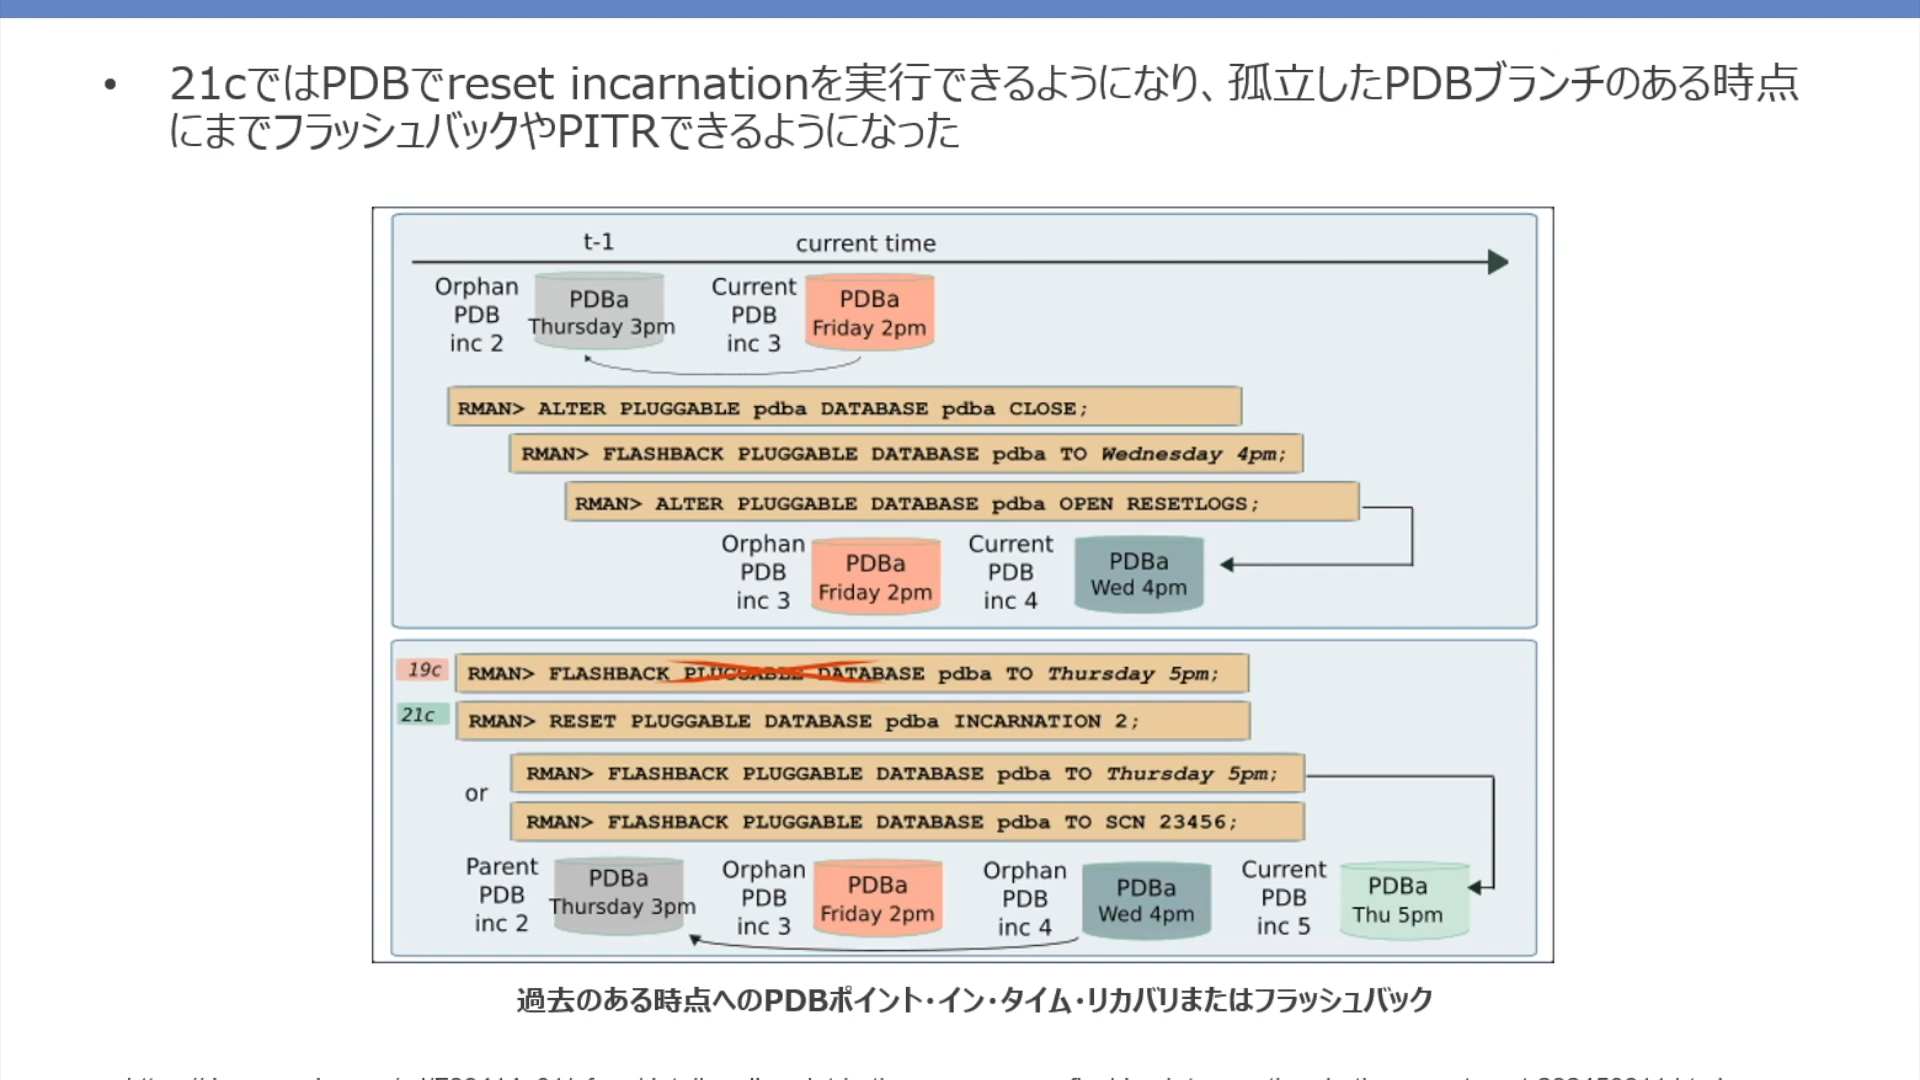 • 21cではPDBでreset incarnationを実行できるようになり、孤立したPDBブランチのある時点
にまでフラッシュバックやPITRできるようになった
t-1
current time
Orphan
PDB
inc 2
PDBa
Thursday 3pm
Current
PDB
inc 3
PDBa
Friday 2pm
RMAN> ALTER PLUGGABLE pdba DATABASE pdba CLOSE;
RMAN> FLASHBACK PLUGGABLE DATABASE pdba TO Wednesday 4pm;
RMAN> ALTER PLUGGABLE DATABASE pdba OPEN RESETLOGS;
Orphan
PDB
inc 3
PDBa
Friday 2pm
Current
PDB
inc 4
PDBa
Wed 4pm
19c
RMAN> FLASHBACK PLUGGABLE DATABASE pdba TO Thursday 5pm;
21c
RMAN> RESET PLUGGABLE DATABASE pdba INCARNATION 2;
RMAN> FLASHBACK PLUGGABLE DATABASE pdba TO Thursday 5pm;
or
RMAN> FLASHBACK PLUGGABLE DATABASE pdba TO SCN 23456;
Parent
PDB
inc 2
PDBa
Thursday 3pm
Orphan
PDB
inc 3
PDBa
Friday 2pm
Orphan
PDB
inc 4
PDBa
Wed 4pm
Current
PDB
inc 5
PDBa
Thu 5pm
過去のある時点へのPDBポイント・イン・タイム・リカバリまたはフラッシュバック